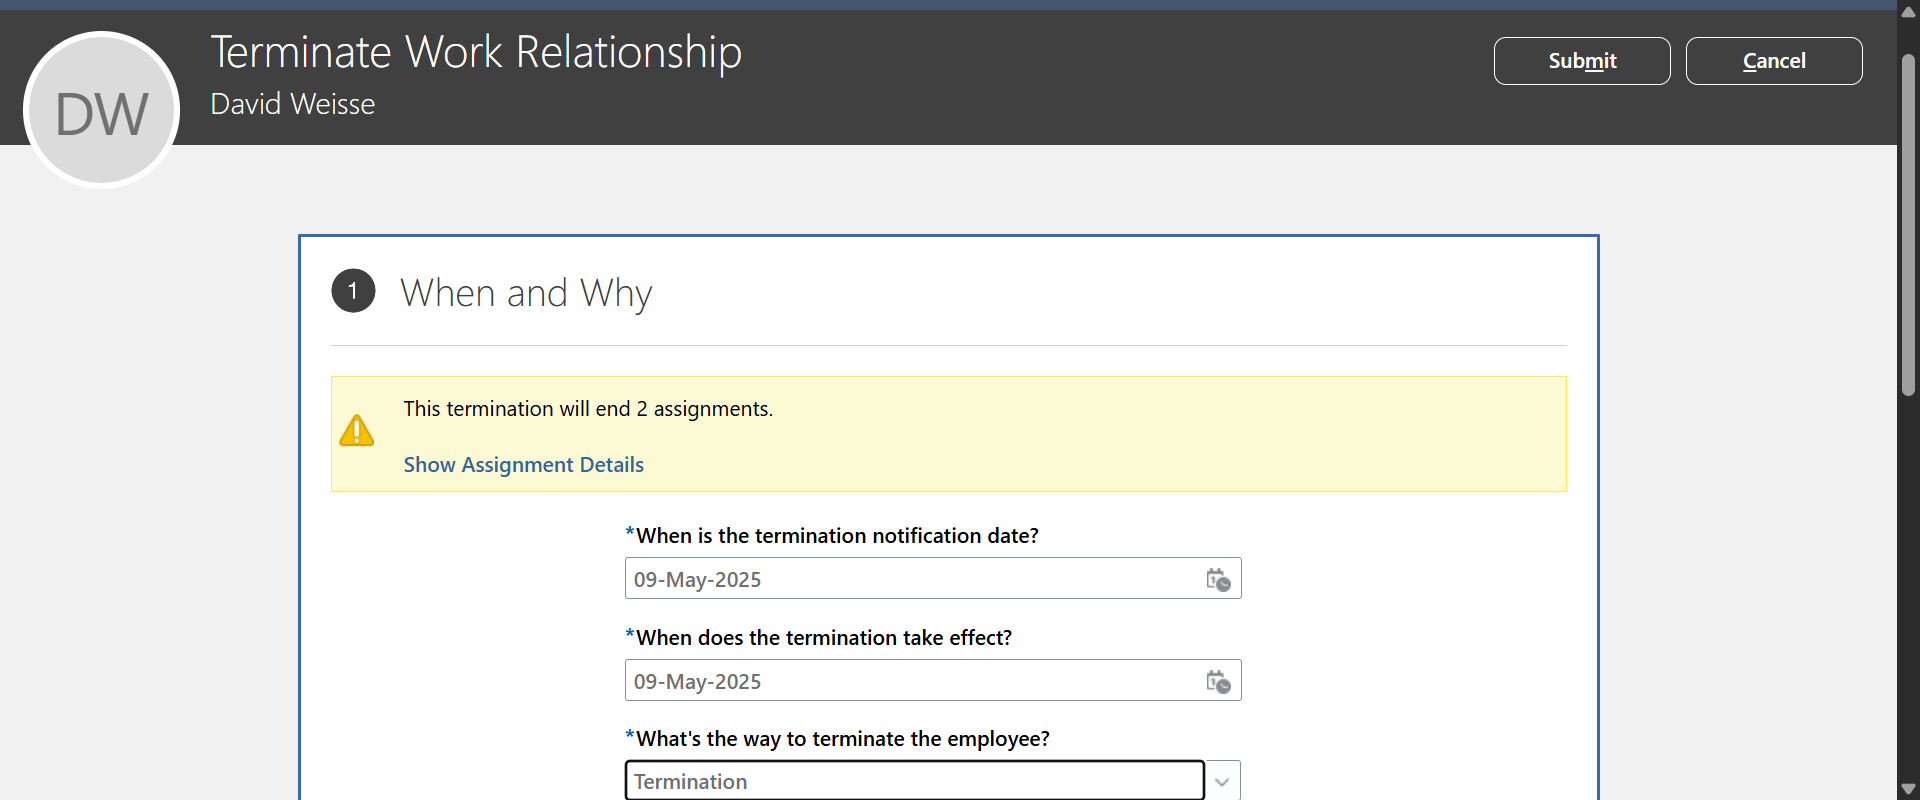 Terminate Work Relationship
David Weisse
DW
Submit
Cancel
1
When and Why
This termination will end 2 assignments.
Show Assignment Details
*When is the termination notification date?
09-May-2025
*When does the termination take effect?
09-May-2025
*What's the way to terminate the employee?
Termination